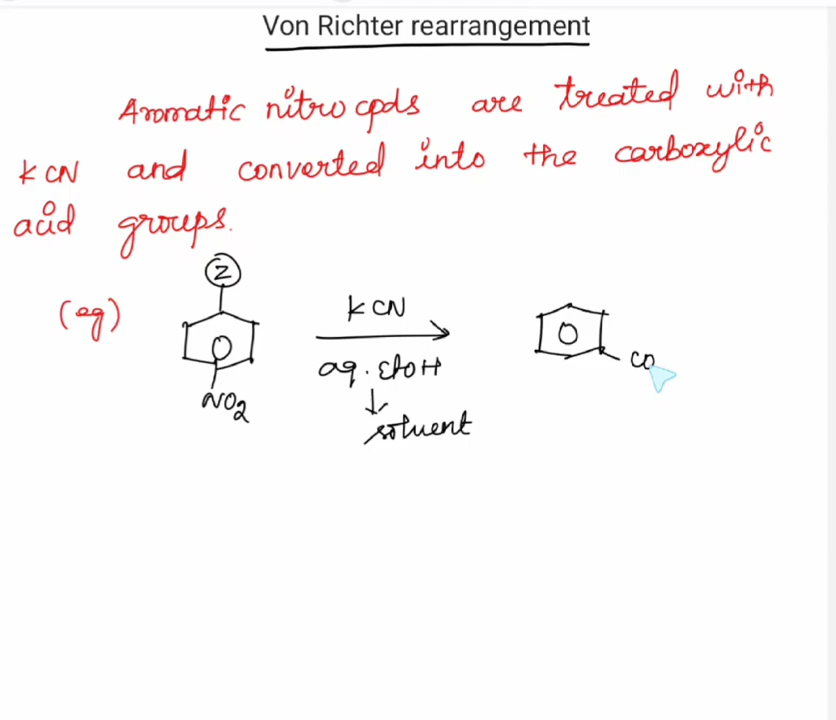 Von Richter rearrangement
Aromatic nitro cpds are treated with
KCN and converted into the carboxylic
acid groups.
(eg)
Z
NO2
KCN
aq. EtOH
↓
solvent
CO